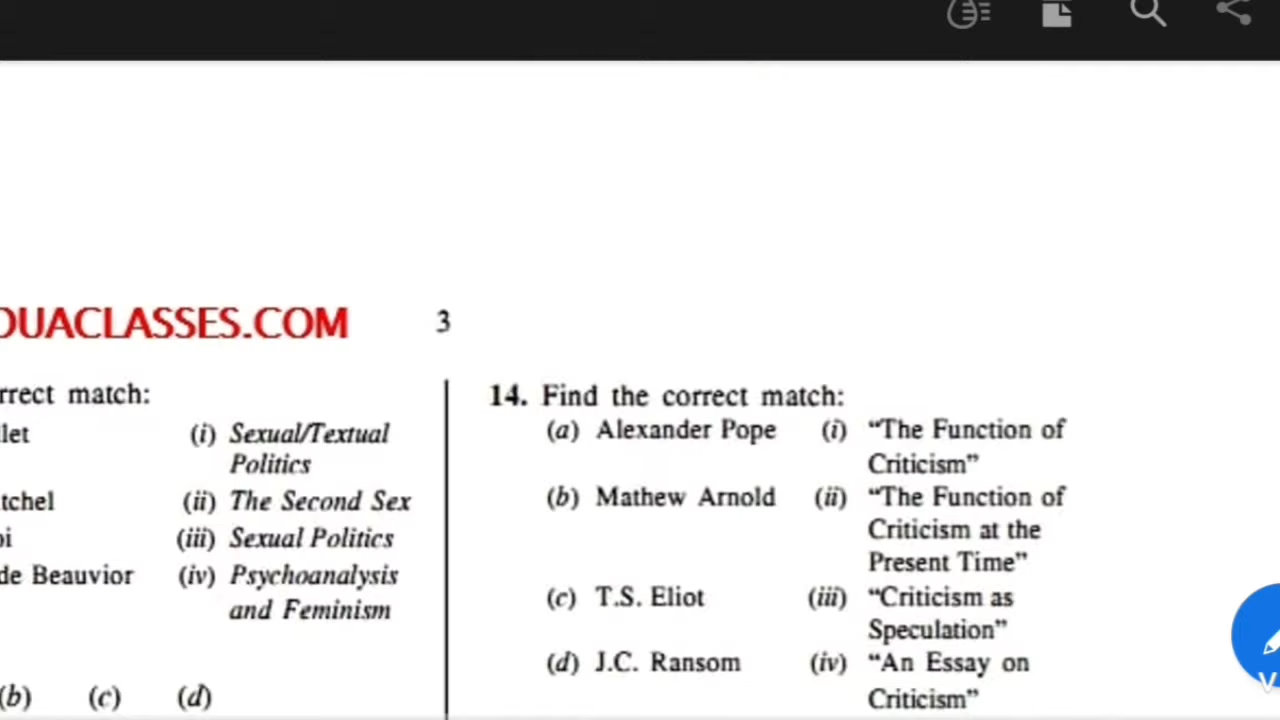 OUACLASSES.COM
3
rrect match:
llet
(i) Sexual/Textual
Politics
tchel
(ii) The Second Sex
oi
(iii) Sexual Politics
de Beauvior
(iv) Psychoanalysis
and Feminism
(b) (c) (d)
14. Find the correct match:
(a) Alexander Pope (i) “The Function of
Criticism”
(b) Mathew Arnold (ii) “The Function of
Criticism at the
Present Time”
(c) T.S. Eliot (iii) “Criticism as
Speculation”
(d) J.C. Ransom (iv) “An Essay on
Criticism”